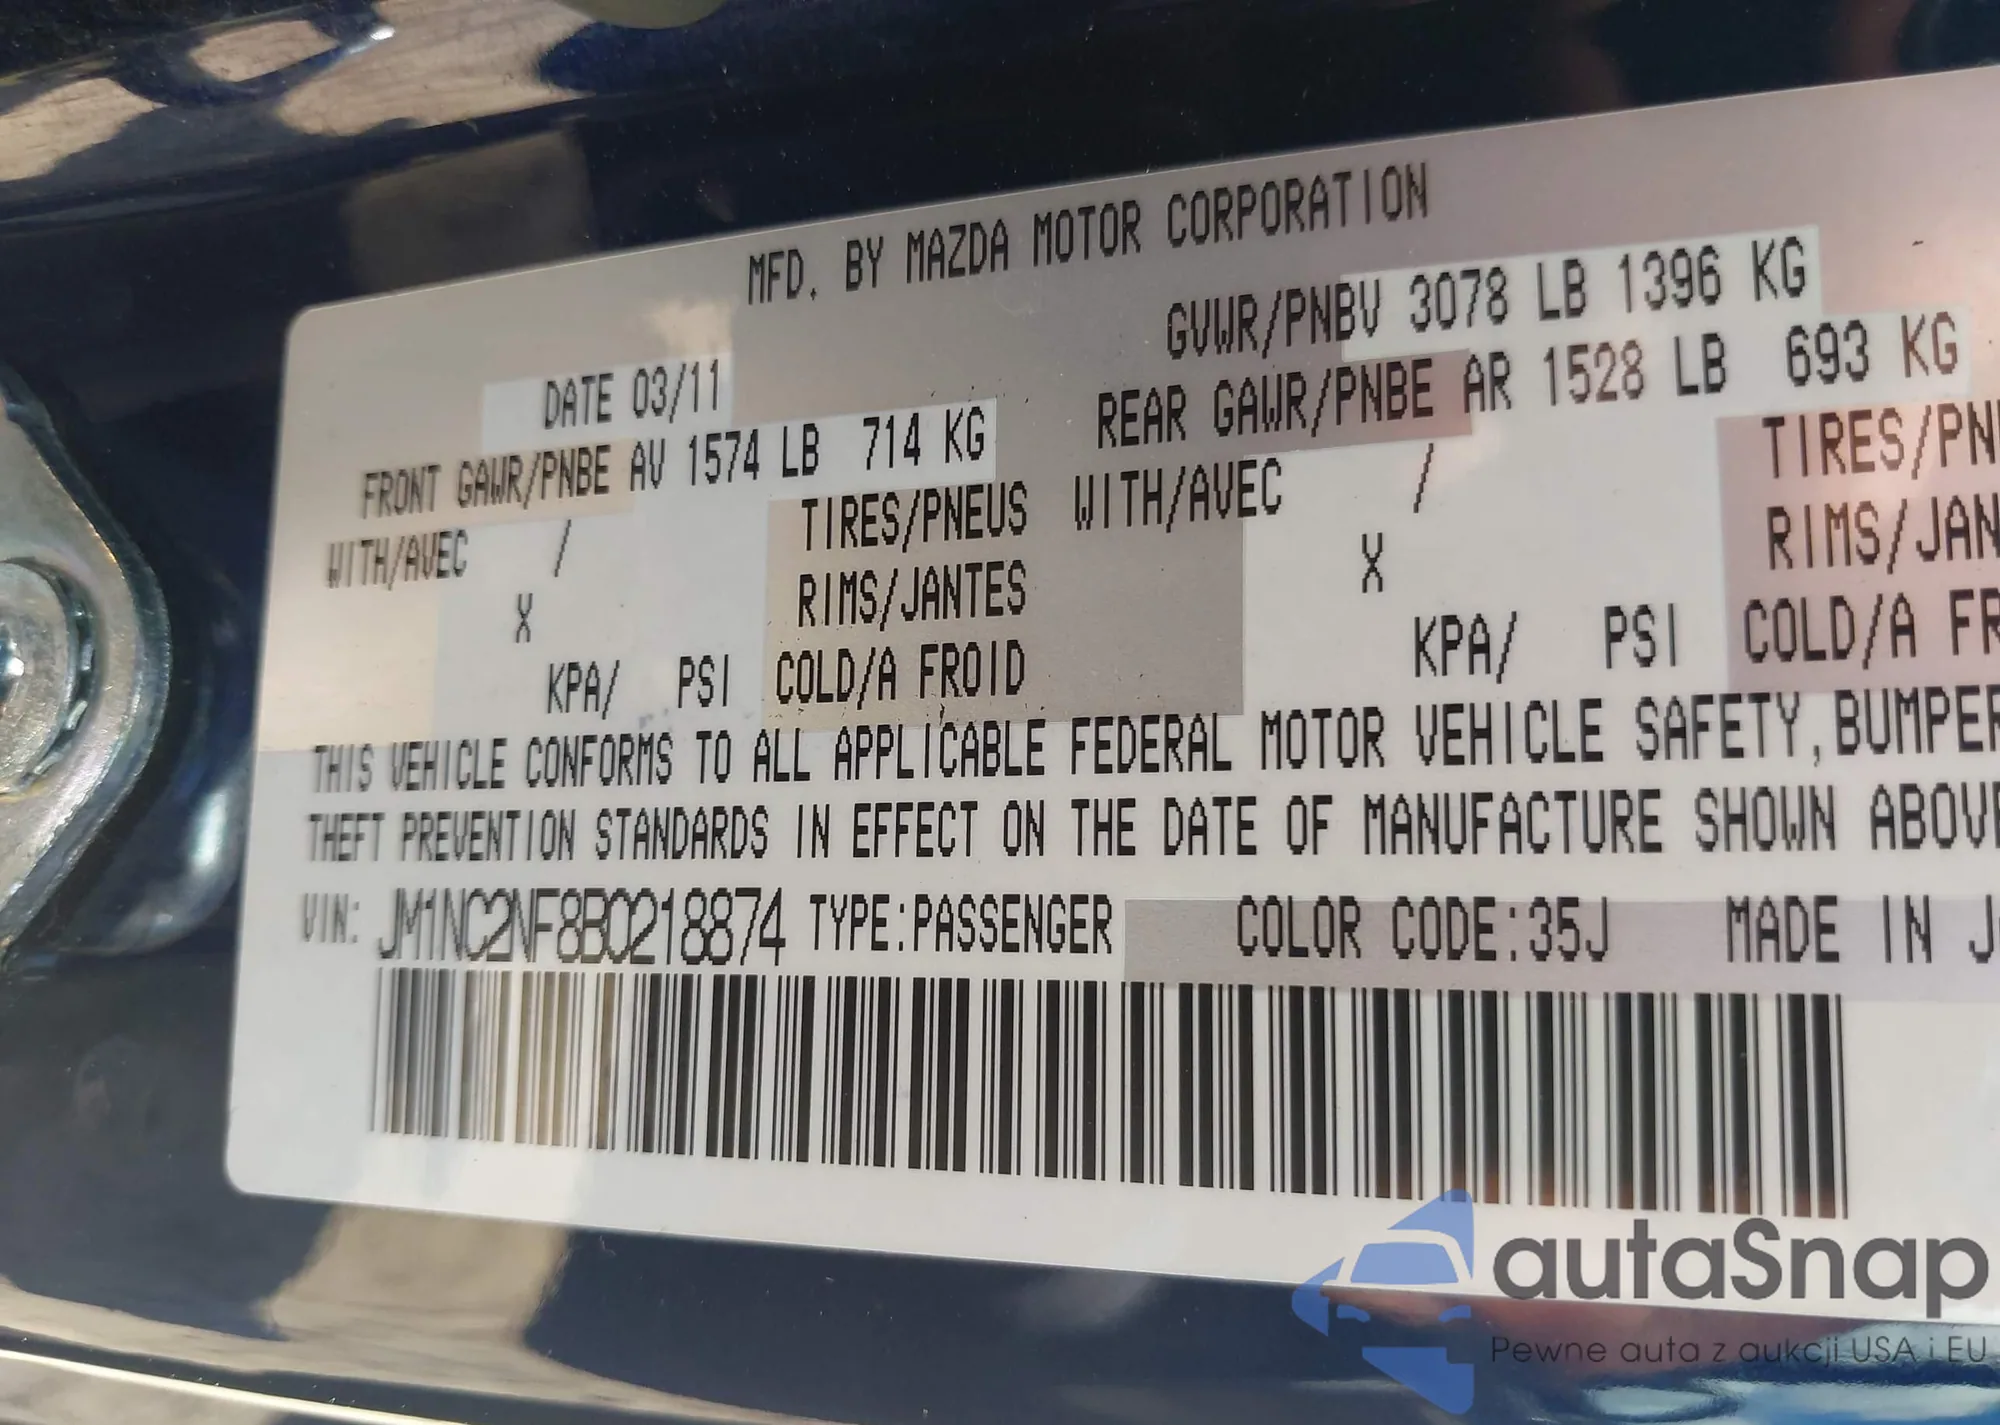 MFD. BY MAZDA MOTOR CORPORATION
DATE 03/11 GVWR/PNBV 3078 LB 1396 KG
FRONT GAWR/PNBE AV 1574 LB 714 KG REAR GAWR/PNBE AR 1528 LB 693 KG
WITH/AVEC / TIRES/PNEUS WITH/AVEC / TIRES/PN
X RIMS/JANTES X RIMS/JAN
KPA/ PSI COLD/A FROID KPA/ PSI COLD/A FR
THIS VEHICLE CONFORMS TO ALL APPLICABLE FEDERAL MOTOR VEHICLE SAFETY, BUMPER
THEFT PREVENTION STANDARDS IN EFFECT ON THE DATE OF MANUFACTURE SHOWN ABOVE
VIN: JM1NC2NF8B0218874 TYPE:PASSENGER COLOR CODE:35J MADE IN J
autaSnap
Pewne auta z aukcji USA i EU